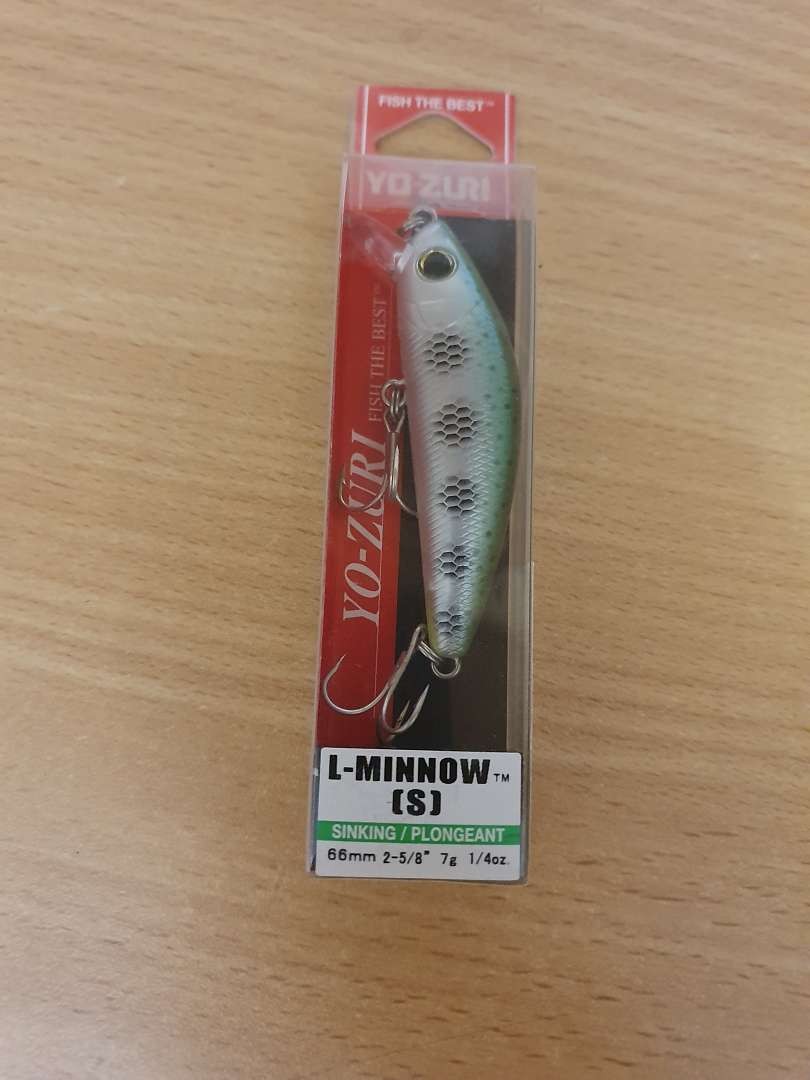 FISH THE BEST™
YO-ZURI
YO-ZURI FISH THE BEST™
L-MINNOW™
(S)
SINKING / PLONGEANT
66mm 2-5/8" 7g 1/4oz.